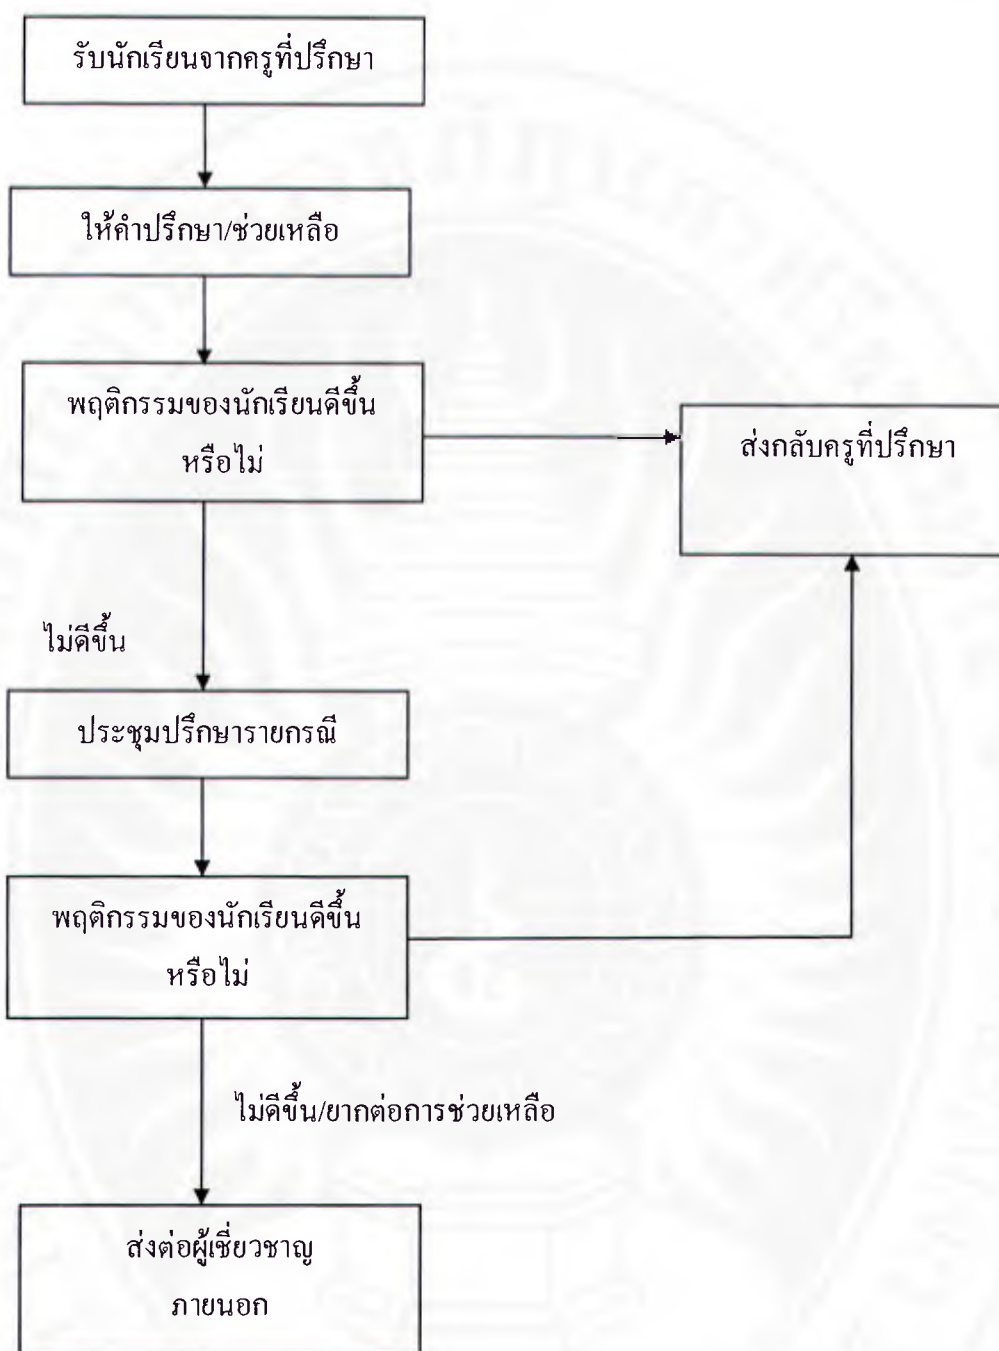 รับนักเรียนจากครูที่ปรึกษา
ให้คำปรึกษา/ช่วยเหลือ
พฤติกรรมของนักเรียนดีขึ้น
หรือไม่
ส่งกลับครูที่ปรึกษา
ไม่ดีขึ้น
ประชุมปรึกษารายกรณี
พฤติกรรมของนักเรียนดีขึ้น
หรือไม่
ไม่ดีขึ้น/ยากต่อการช่วยเหลือ
ส่งต่อผู้เชี่ยวชาญ
ภายนอก